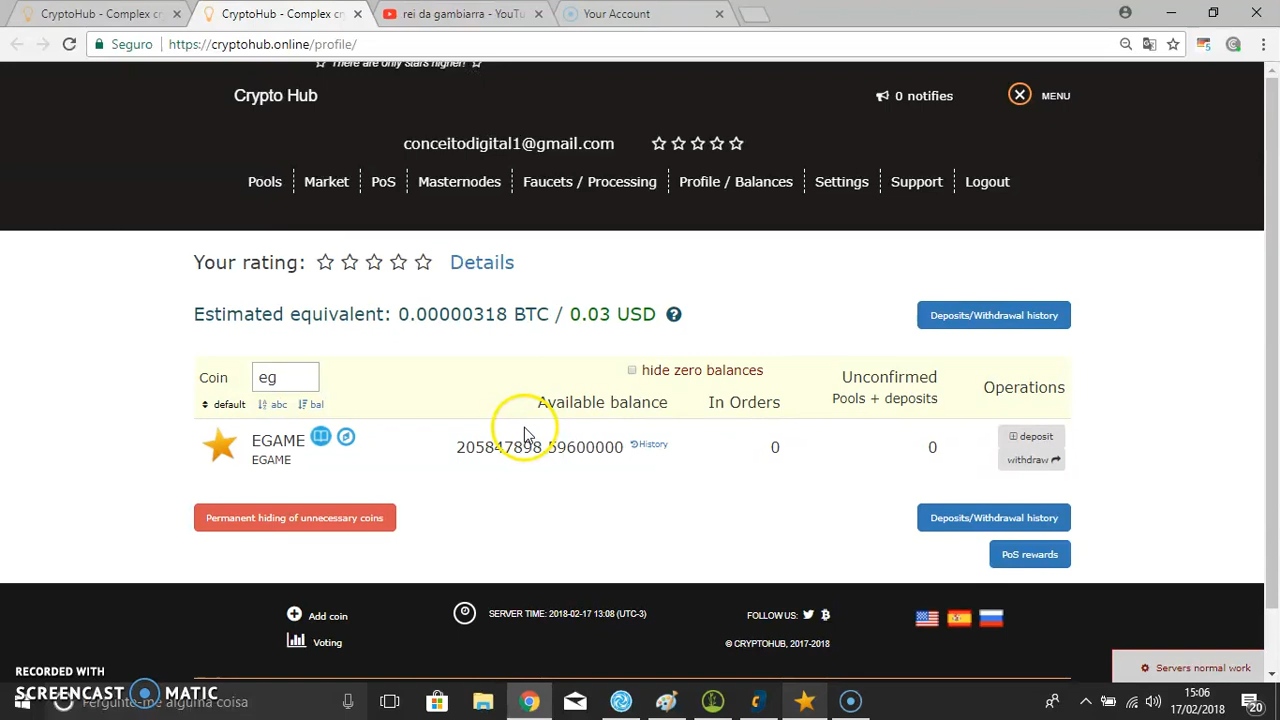 CryptoHub - Complex cr
CryptoHub - Complex cr
rei da gambiarra - YouTu
Your Account
Seguro
https://cryptohub.online/profile/
There are only stars higher!
Crypto Hub
0 notifies
MENU
conceitodigital1@gmail.com
Pools
Market
PoS
Masternodes
Faucets / Processing
Profile / Balances
Settings
Support
Logout
Your rating:
Details
Estimated equivalent: 0.00000318 BTC / 0.03 USD
Deposits/Withdrawal history
Coin
eg
hide zero balances
Unconfirmed
Pools + deposits
Operations
default
abc
bal
Available balance
In Orders
EGAME
EGAME
205847898.59600000
History
0
0
deposit
withdraw
Permanent hiding of unnecessary coins
Deposits/Withdrawal history
PoS rewards
Add coin
Voting
SERVER TIME: 2018-02-17 13:08 (UTC-3)
FOLLOW US:
© CRYPTOHUB, 2017-2018
Servers normal work
RECORDED WITH
SCREENCAST MATIC
Pergunte-me alguma coisa
15:06
17/02/2018
20